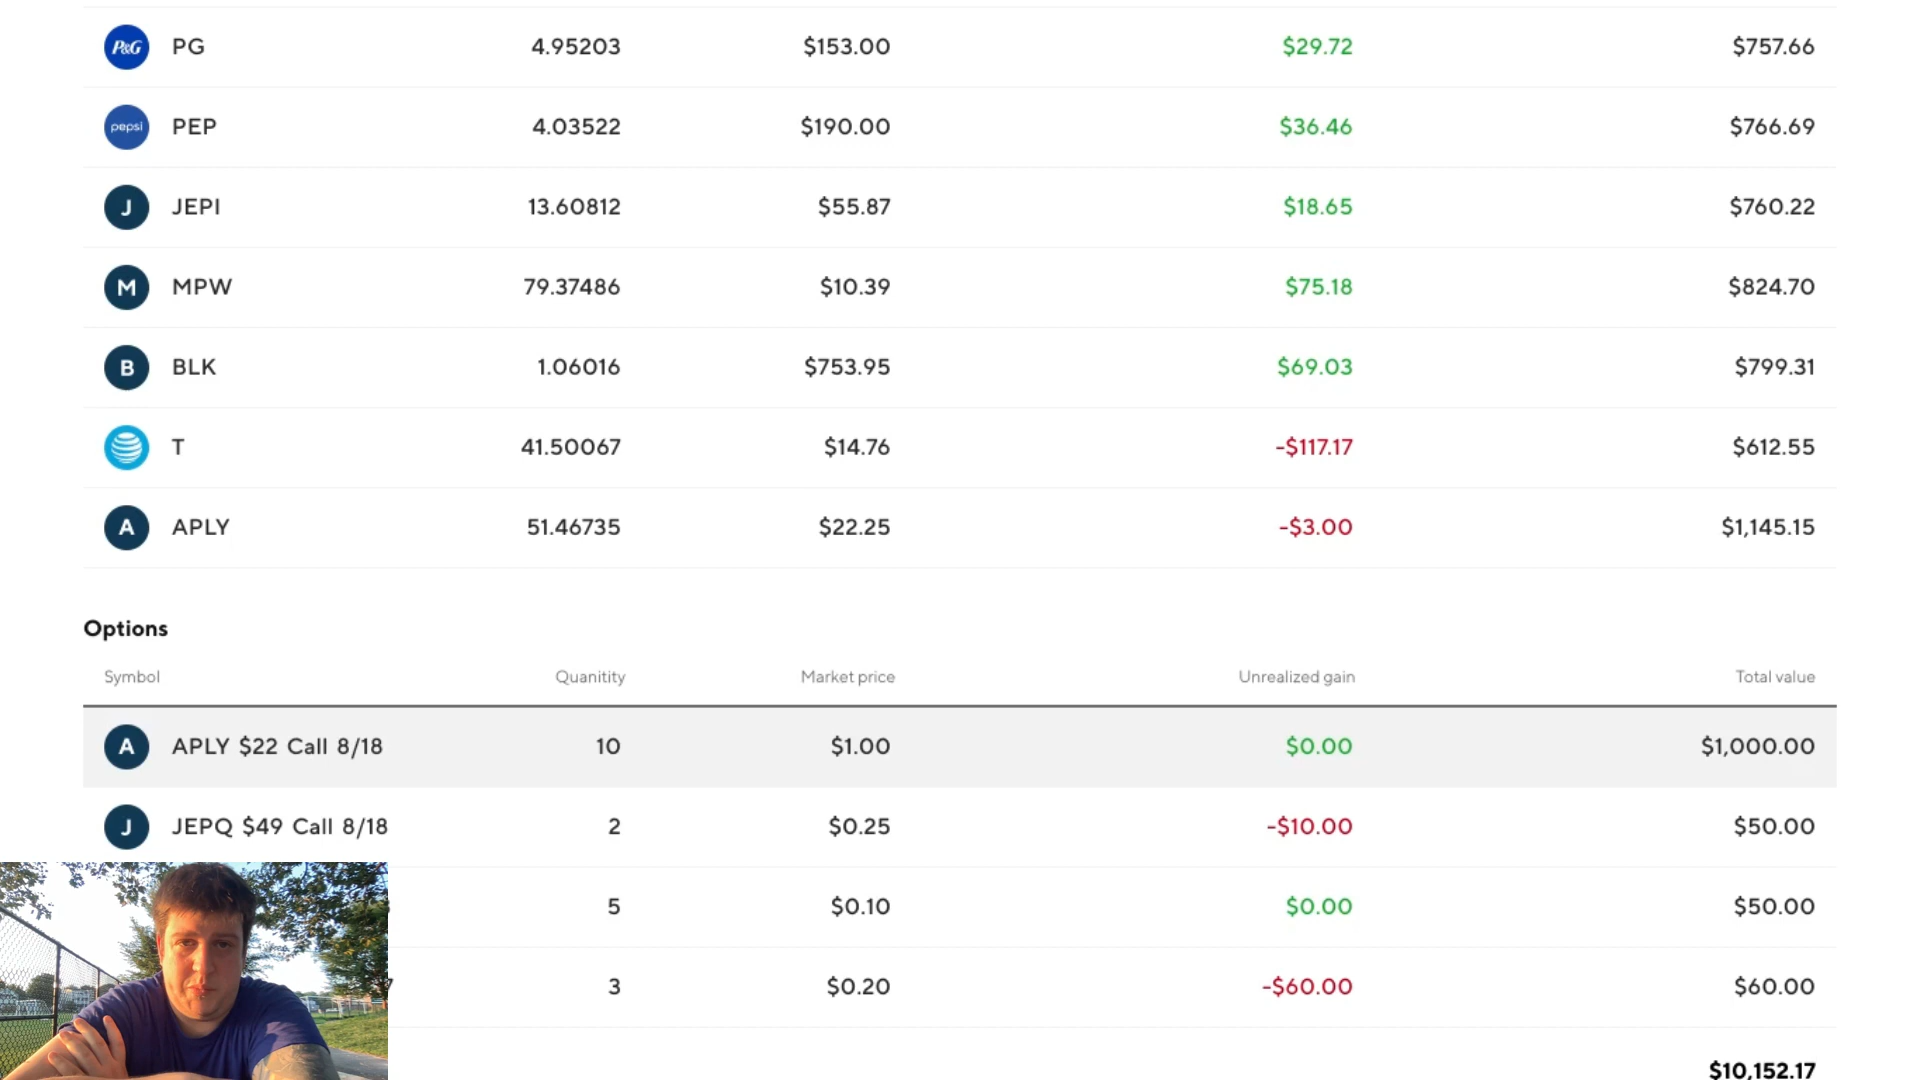 P&G PG 4.95203 $153.00 $29.72 $757.66
pepsi PEP 4.03522 $190.00 $36.46 $766.69
J JEPI 13.60812 $55.87 $18.65 $760.22
M MPW 79.37486 $10.39 $75.18 $824.70
B BLK 1.06016 $753.95 $69.03 $799.31
T 41.50067 $14.76 -$117.17 $612.55
A APLY 51.46735 $22.25 -$3.00 $1,145.15
Options
Symbol Quanitity Market price Unrealized gain Total value
A APLY $22 Call 8/18 10 $1.00 $0.00 $1,000.00
J JEPQ $49 Call 8/18 2 $0.25 -$10.00 $50.00
5 $0.10 $0.00 $50.00
3 $0.20 -$60.00 $60.00
$10,152.17